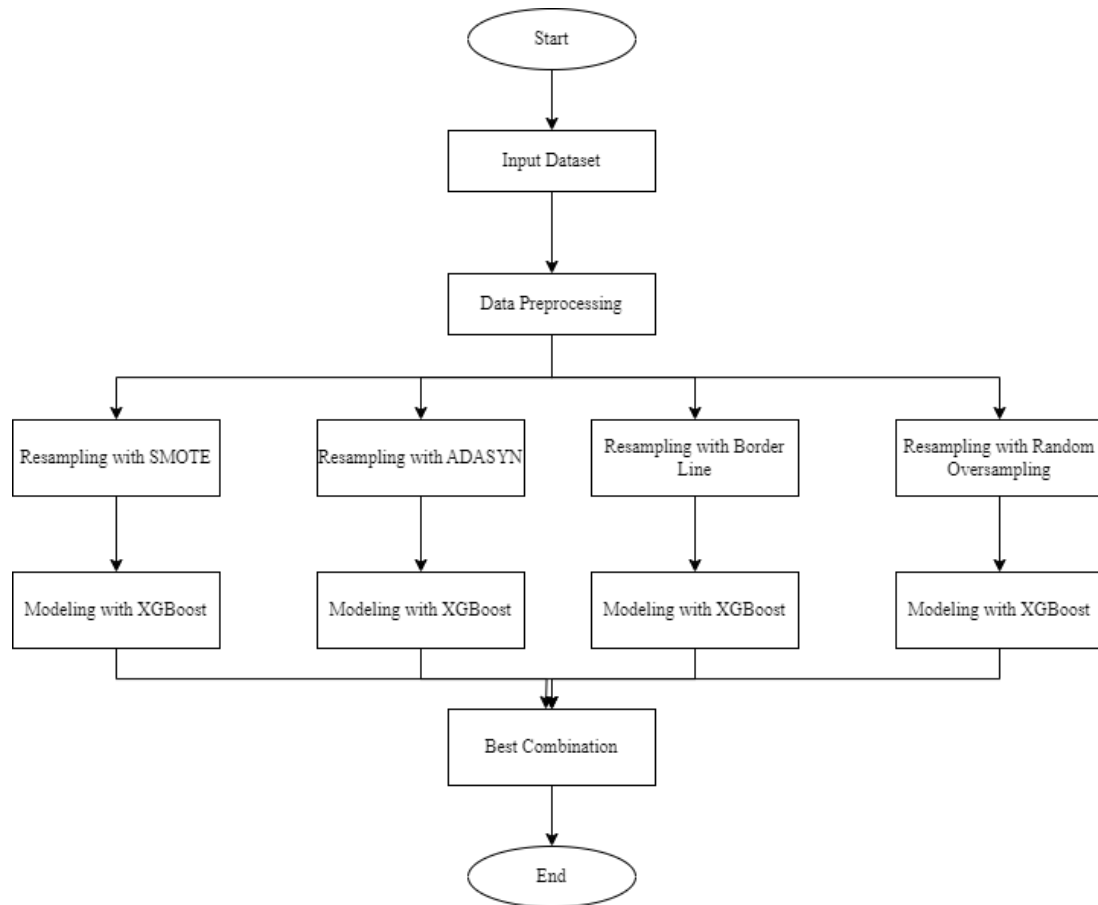 Start
Input Dataset
Data Preprocessing
Resampling with SMOTE
Resampling with ADASYN
Resampling with Border
Line
Resampling with Random
Oversampling
Modeling with XGBoost
Modeling with XGBoost
Modeling with XGBoost
Modeling with XGBoost
Best Combination
End